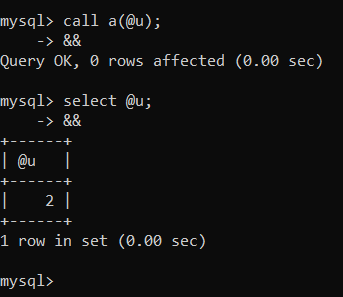 mysql> call a(@u);
    -> &&
Query OK, 0 rows affected (0.00 sec)
mysql> select @u;
    -> &&
+------+
| @u   |
+------+
|    2 |
+------+
1 row in set (0.00 sec)
mysql>